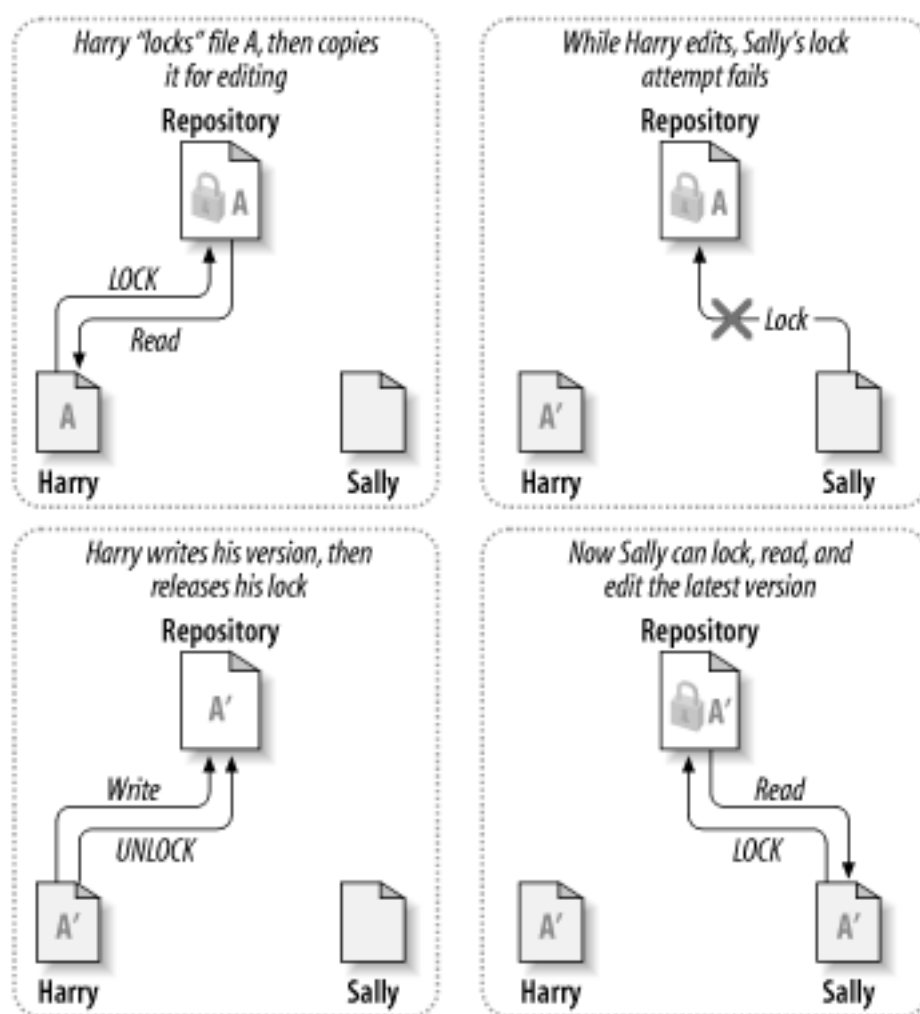 Harry “locks” file A, then copies
it for editing
Repository
A
LOCK
Read
A
Harry
Sally
While Harry edits, Sally’s lock
attempt fails
Repository
A
Lock
A′
Harry
Sally
Harry writes his version, then
releases his lock
Repository
A′
Write
UNLOCK
A′
Harry
Sally
Now Sally can lock, read, and
edit the latest version
Repository
A′
Read
LOCK
A′
A′
Harry
Sally